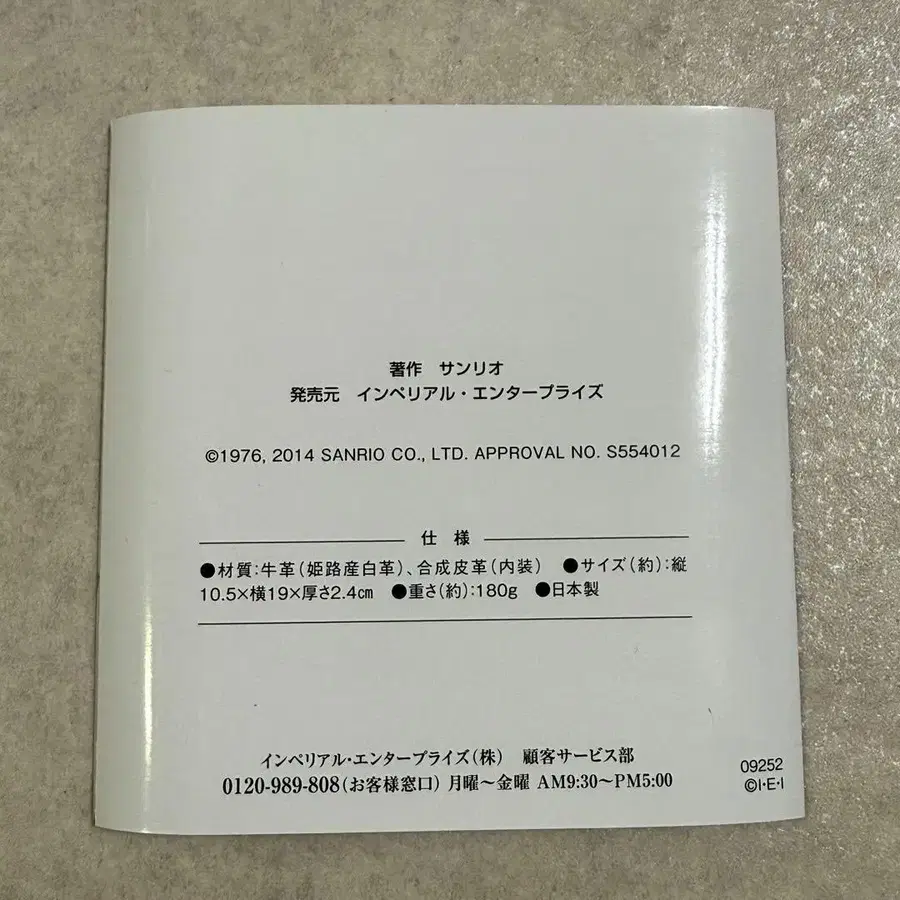 著作 サンリオ
発売元 インペリアル・エンタープライズ
©1976, 2014 SANRIO CO., LTD. APPROVAL NO. S554012
仕様
●材質:牛革(姫路産白革)、合成皮革(内装) ●サイズ(約):縦
10.5×横19×厚さ2.4㎝ ●重さ(約):180g ●日本製
インペリアル・エンタープライズ(株) 顧客サービス部
0120-989-808(お客様窓口) 月曜〜金曜 AM9:30〜PM5:00
09252
©I・E・I